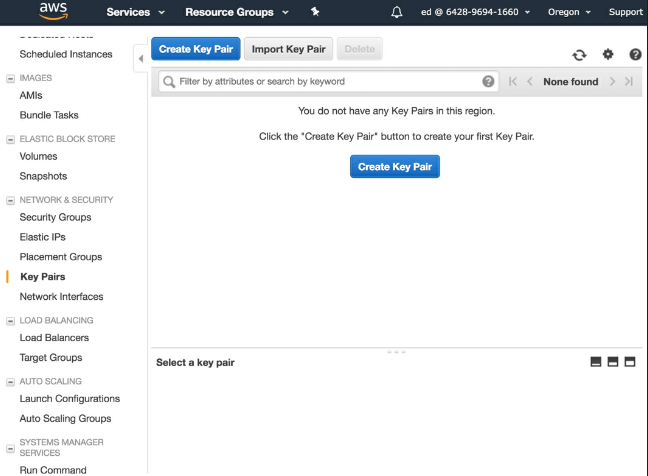 aws Services Resource Groups ed @ 6428-9694-1660 Oregon Support
Scheduled Instances
IMAGES
AMIs
Bundle Tasks
ELASTIC BLOCK STORE
Volumes
Snapshots
NETWORK & SECURITY
Security Groups
Elastic IPs
Placement Groups
Key Pairs
Network Interfaces
LOAD BALANCING
Load Balancers
Target Groups
AUTO SCALING
Launch Configurations
Auto Scaling Groups
SYSTEMS MANAGER
SERVICES
Run Command
Create Key Pair Import Key Pair Delete
Filter by attributes or search by keyword None found
You do not have any Key Pairs in this region.
Click the "Create Key Pair" button to create your first Key Pair.
Create Key Pair
Select a key pair